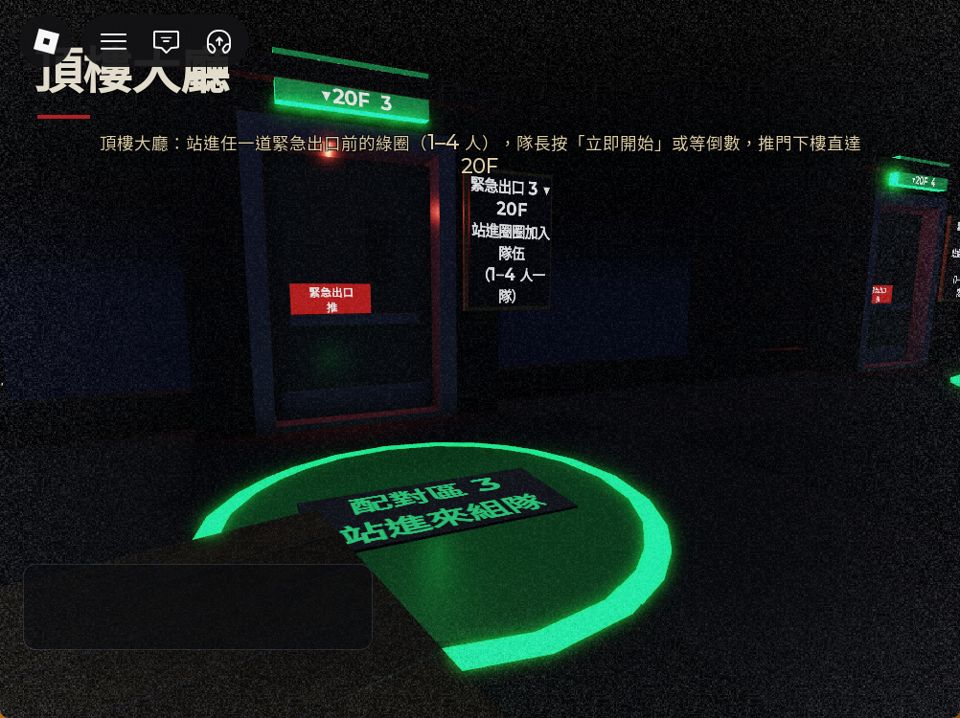 頂樓大廳
▼20F 3
頂樓大廳：站進任一道緊急出口前的綠圈（1–4 人），隊長按「立即開始」或等倒數，推門下樓直達
20F
緊急出口 3 ▼
20F
站進圈圈加入
隊伍
（1–4 人一
隊）
▼20F 4
緊急出口
推
配對區 3
站進來組隊